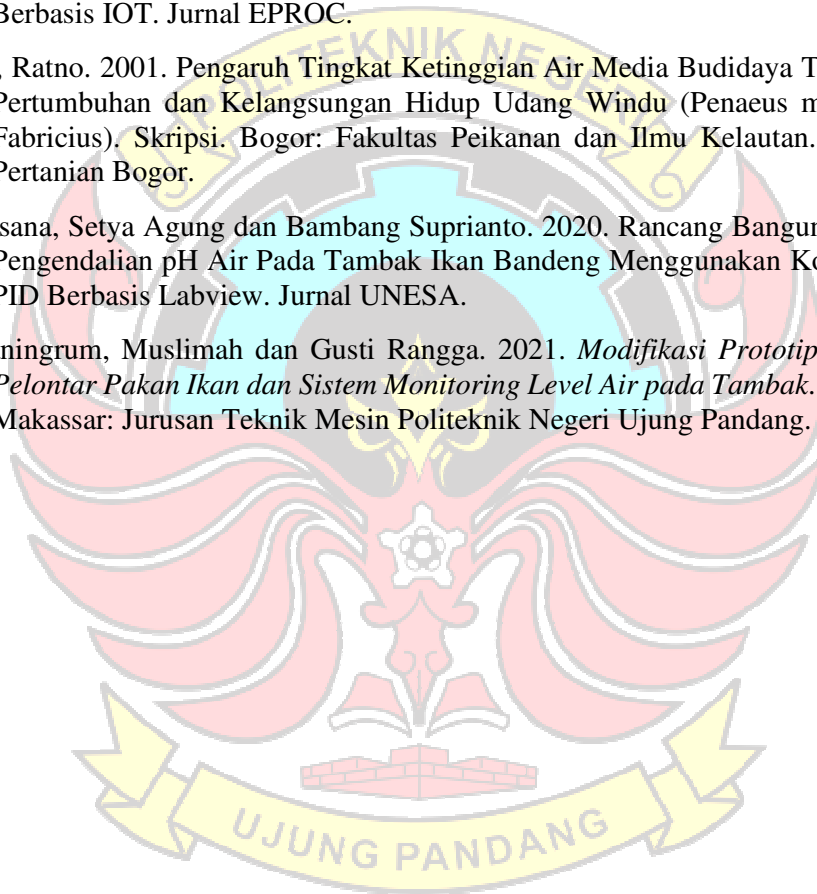 Berbasis IOT. Jurnal EPROC.
, Ratno. 2001. Pengaruh Tingkat Ketinggian Air Media Budidaya T
Pertumbuhan dan Kelangsungan Hidup Udang Windu (Penaeus m
Fabricius). Skripsi. Bogor: Fakultas Peikanan dan Ilmu Kelautan.
Pertanian Bogor.
sana, Setya Agung dan Bambang Suprianto. 2020. Rancang Bangun
Pengendalian pH Air Pada Tambak Ikan Bandeng Menggunakan Ko
PID Berbasis Labview. Jurnal UNESA.
ningrum, Muslimah dan Gusti Rangga. 2021. Modifikasi Prototip
Pelontar Pakan Ikan dan Sistem Monitoring Level Air pada Tambak.
Makassar: Jurusan Teknik Mesin Politeknik Negeri Ujung Pandang.
POLITEKNIK NEGERI
UJUNG PANDANG